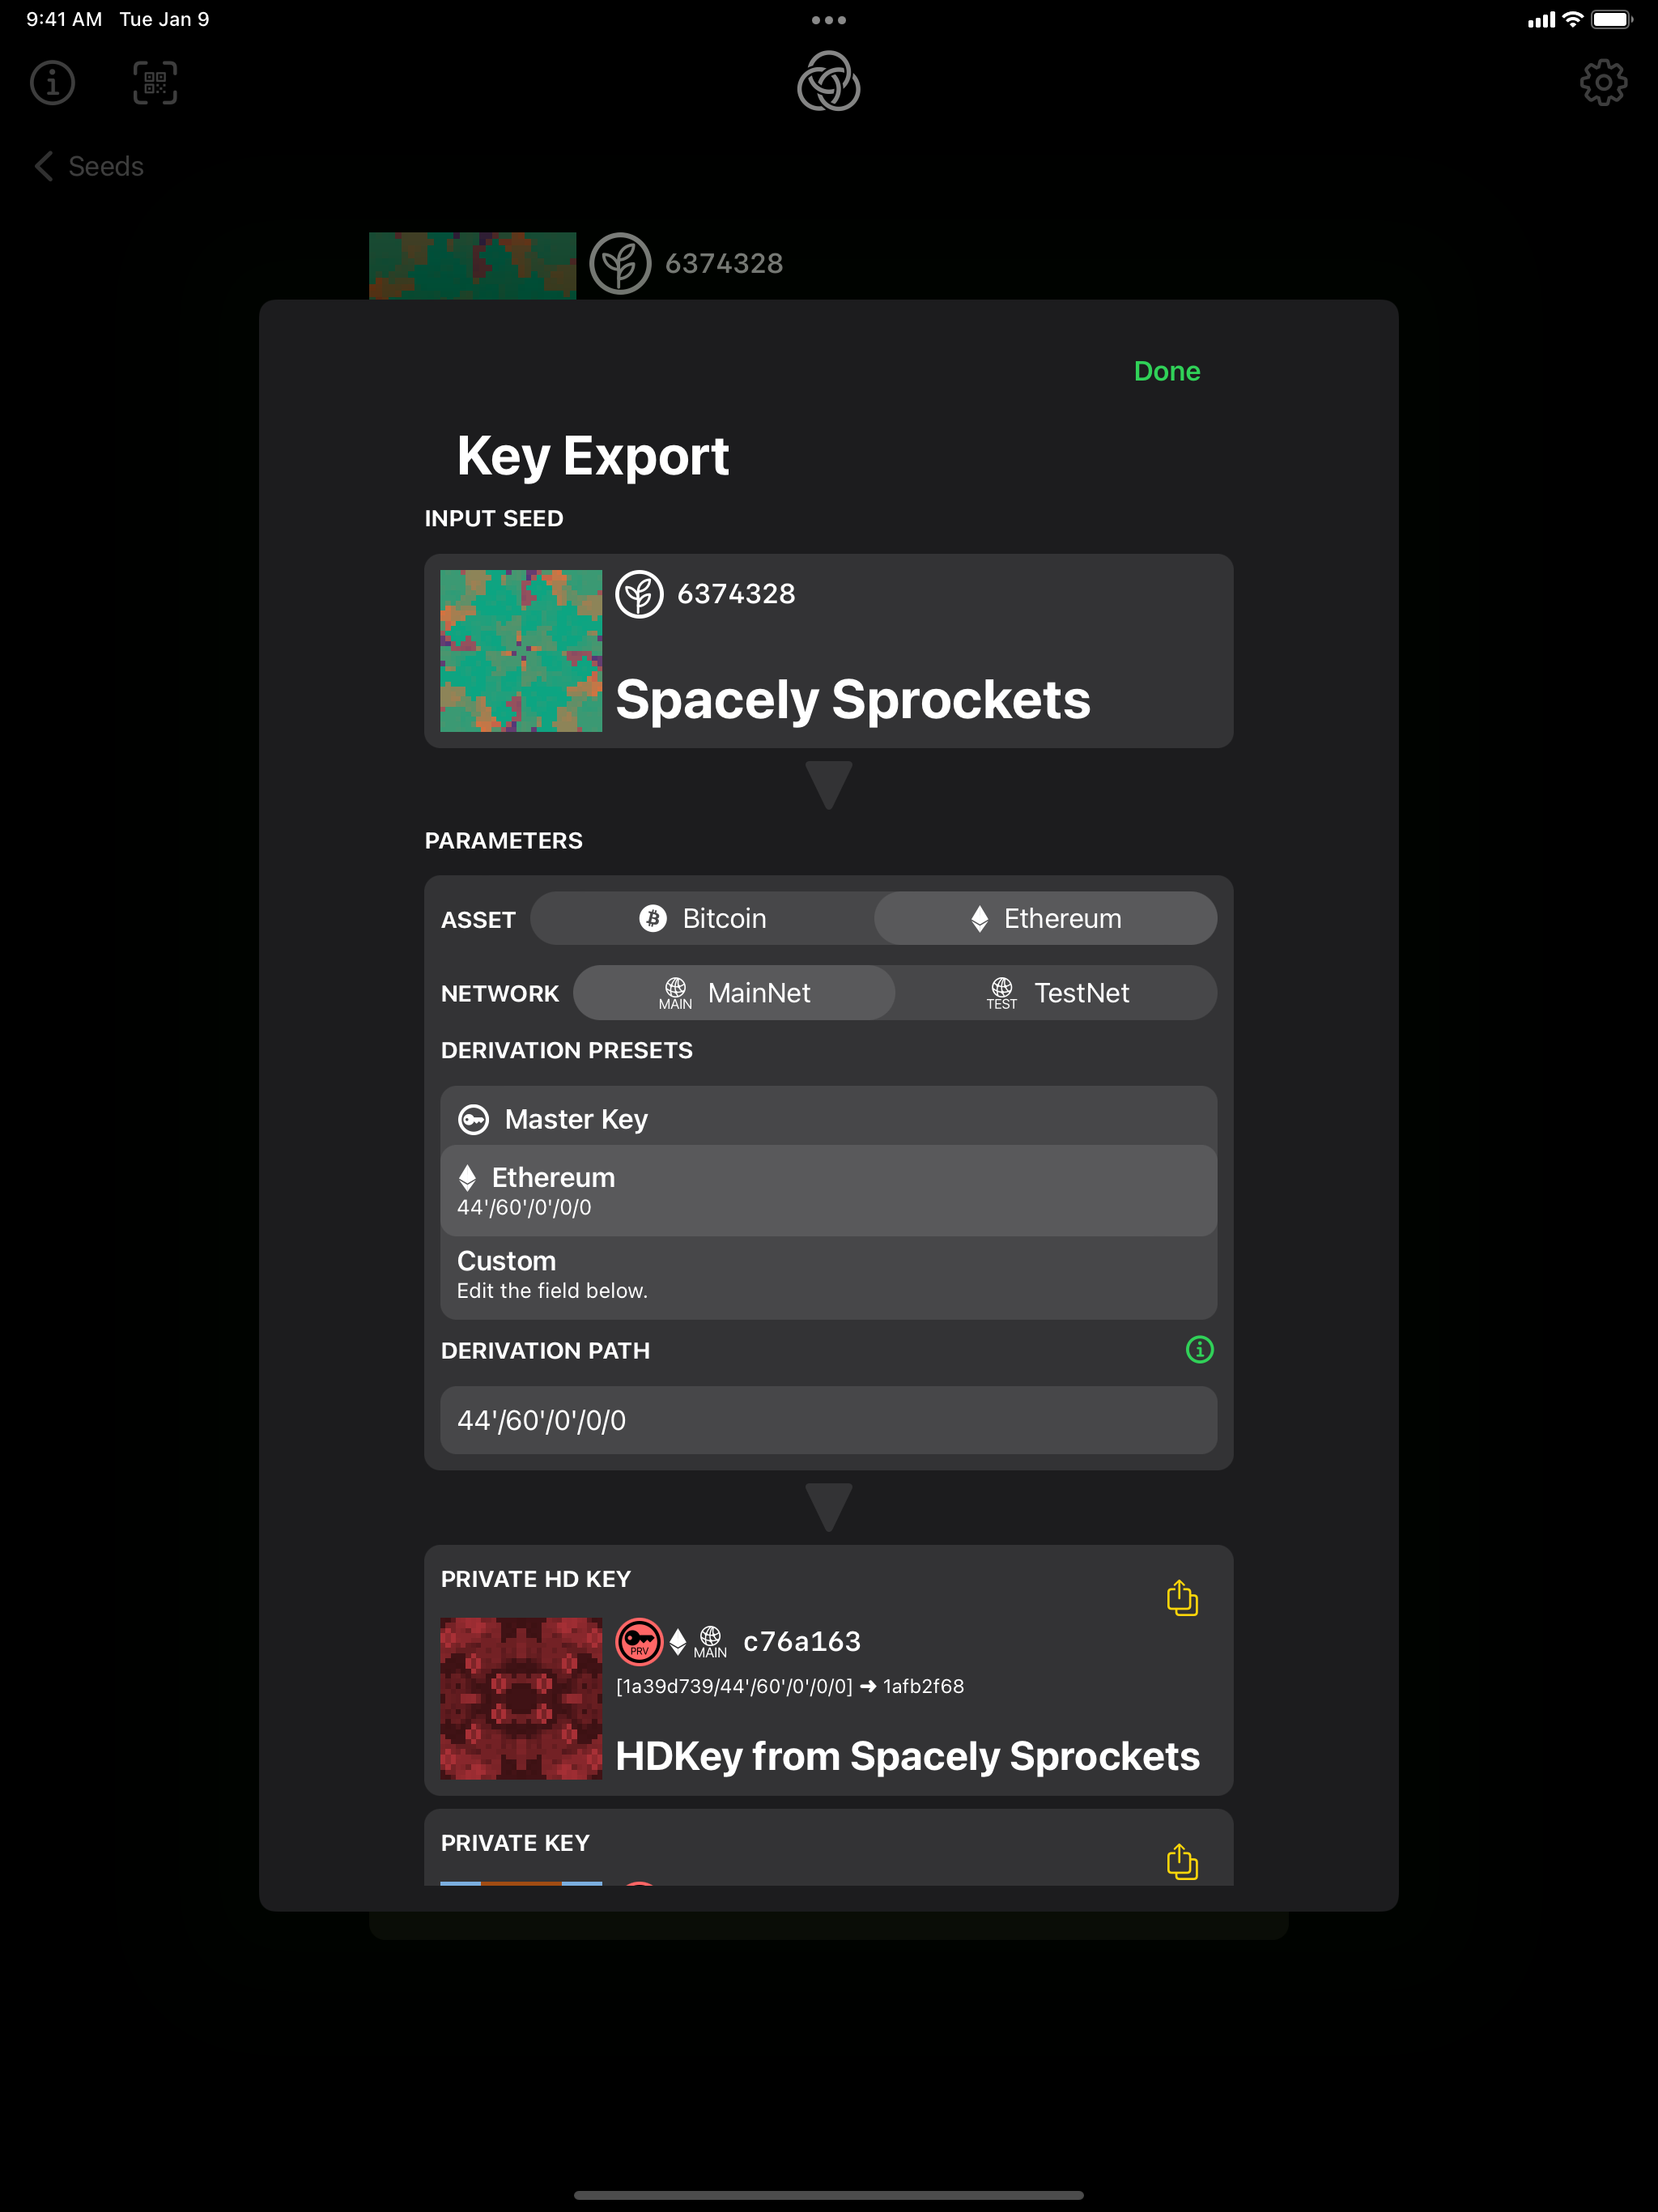 9:41 AM Tue Jan 9
Seeds
6374328
Done
Key Export
INPUT SEED
6374328
Spacely Sprockets
PARAMETERS
ASSET Bitcoin Ethereum
NETWORK MAIN MainNet TEST TestNet
DERIVATION PRESETS
Master Key
Ethereum
44'/60'/0'/0/0
Custom
Edit the field below.
DERIVATION PATH
44'/60'/0'/0/0
PRIVATE HD KEY
PRV MAIN c76a163
[1a39d739/44'/60'/0'/0/0] ➜ 1afb2f68
HDKey from Spacely Sprockets
PRIVATE KEY